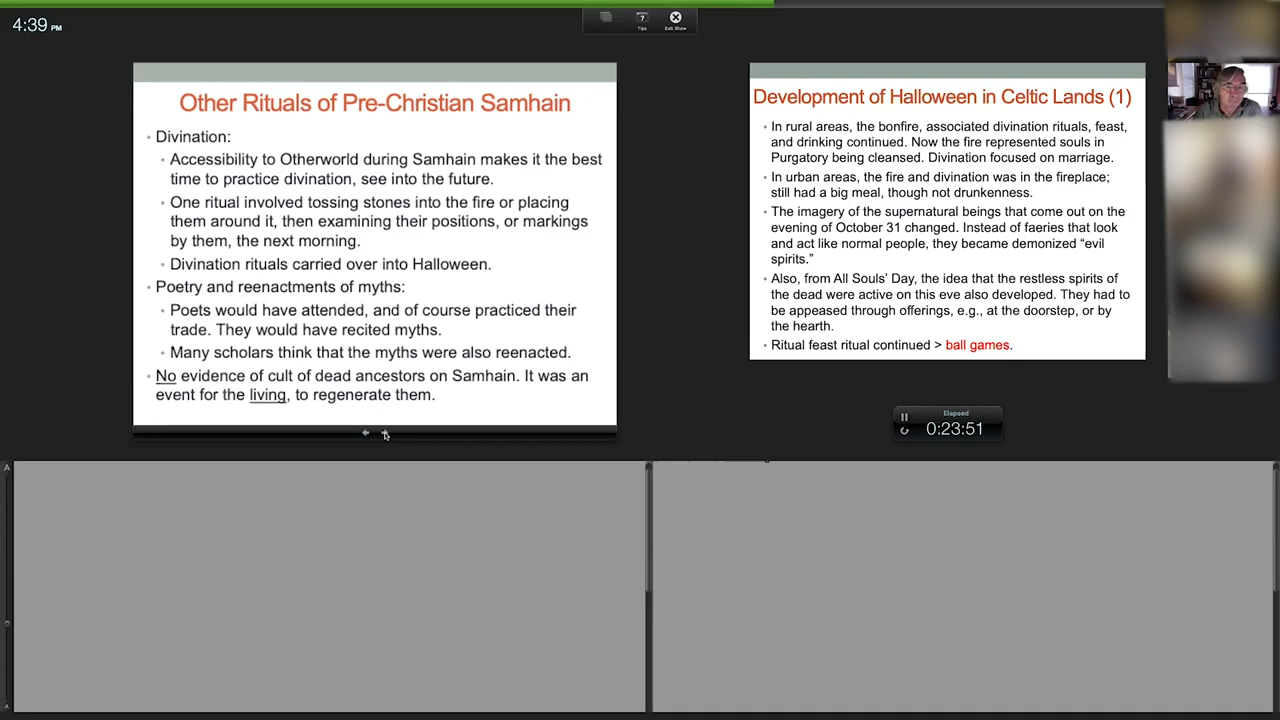 4:39 PM
Tips
Exit Show
Other Rituals of Pre-Christian Samhain
• Divination:
• Accessibility to Otherworld during Samhain makes it the best
time to practice divination, see into the future.
• One ritual involved tossing stones into the fire or placing
them around it, then examining their positions, or markings
by them, the next morning.
• Divination rituals carried over into Halloween.
• Poetry and reenactments of myths:
• Poets would have attended, and of course practiced their
trade. They would have recited myths.
• Many scholars think that the myths were also reenacted.
• No evidence of cult of dead ancestors on Samhain. It was an
event for the living, to regenerate them.
Development of Halloween in Celtic Lands (1)
• In rural areas, the bonfire, associated divination rituals, feast,
and drinking continued. Now the fire represented souls in
Purgatory being cleansed. Divination focused on marriage.
• In urban areas, the fire and divination was in the fireplace;
still had a big meal, though not drunkenness.
• The imagery of the supernatural beings that come out on the
evening of October 31 changed. Instead of faeries that look
and act like normal people, they became demonized “evil
spirits.”
• Also, from All Souls’ Day, the idea that the restless spirits of
the dead were active on this eve also developed. They had to
be appeased through offerings, e.g., at the doorstep, or by
the hearth.
• Ritual feast ritual continued > ball games.
Elapsed
0:23:51
A
A